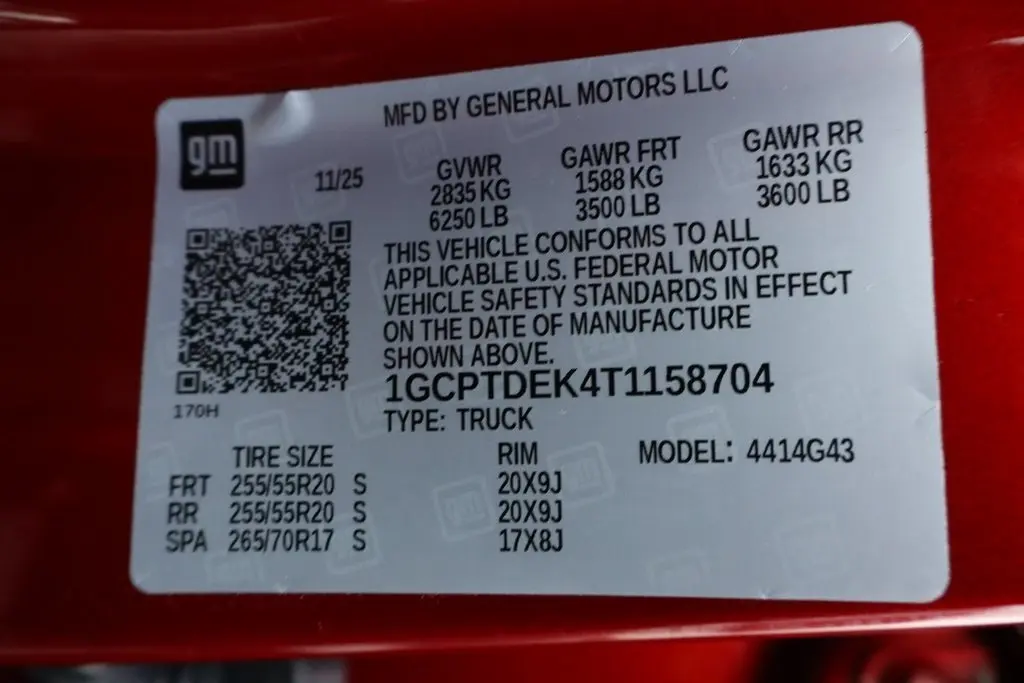 MFD BY GENERAL MOTORS LLC
gm
11/25
GVWR GAWR FRT GAWR RR
2835 KG 1588 KG 1633 KG
6250 LB 3500 LB 3600 LB
THIS VEHICLE CONFORMS TO ALL
APPLICABLE U.S. FEDERAL MOTOR
VEHICLE SAFETY STANDARDS IN EFFECT
ON THE DATE OF MANUFACTURE
SHOWN ABOVE.
1GCPTDEK4T1158704
170H
TYPE: TRUCK
TIRE SIZE RIM MODEL: 4414G43
FRT 255/55R20 S 20X9J
RR 255/55R20 S 20X9J
SPA 265/70R17 S 17X8J